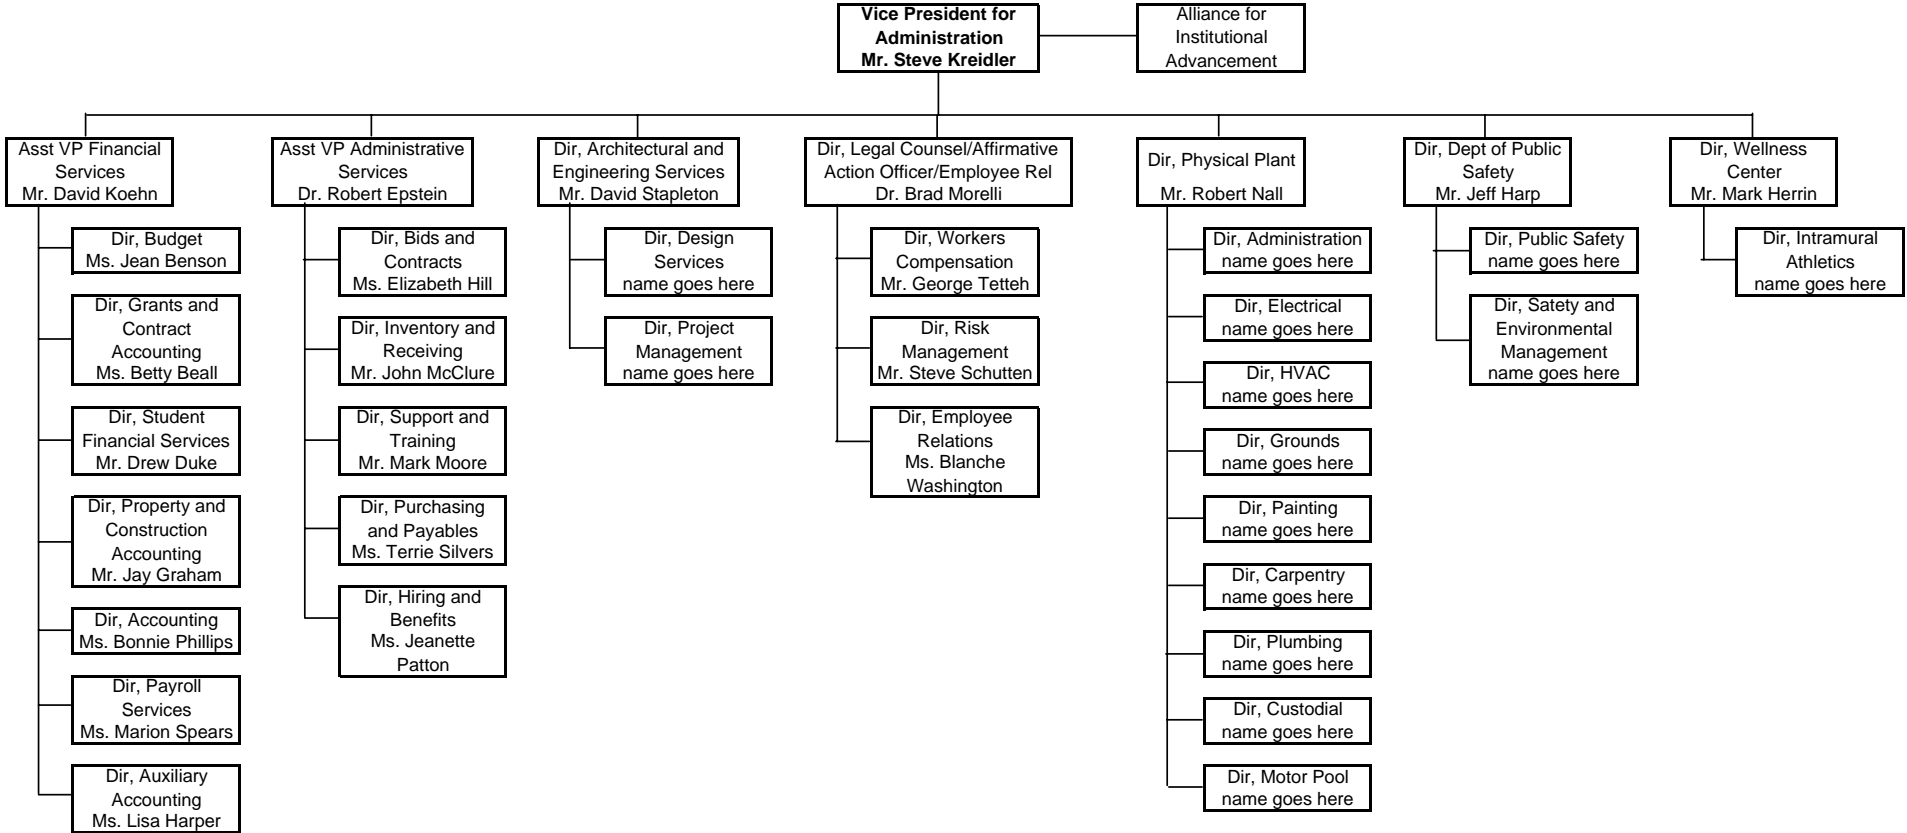 Vice President for
Administration
Mr. Steve Kreidler
Alliance for
Institutional
Advancement
Asst VP Financial
Services
Mr. David Koehn
Dir, Budget
Ms. Jean Benson
Dir, Grants and
Contract
Accounting
Ms. Betty Beall
Dir, Student
Financial Services
Mr. Drew Duke
Dir, Property and
Construction
Accounting
Mr. Jay Graham
Dir, Accounting
Ms. Bonnie Phillips
Dir, Payroll
Services
Ms. Marion Spears
Dir, Auxiliary
Accounting
Ms. Lisa Harper
Asst VP Administrative
Services
Dr. Robert Epstein
Dir, Bids and
Contracts
Ms. Elizabeth Hill
Dir, Inventory and
Receiving
Mr. John McClure
Dir, Support and
Training
Mr. Mark Moore
Dir, Purchasing
and Payables
Ms. Terrie Silvers
Dir, Hiring and
Benefits
Ms. Jeanette
Patton
Dir, Architectural and
Engineering Services
Mr. David Stapleton
Dir, Design
Services
name goes here
Dir, Project
Management
name goes here
Dir, Legal Counsel/Affirmative
Action Officer/Employee Rel
Dr. Brad Morelli
Dir, Workers
Compensation
Mr. George Tetteh
Dir, Risk
Management
Mr. Steve Schutten
Dir, Employee
Relations
Ms. Blanche
Washington
Dir, Physical Plant
Mr. Robert Nall
Dir, Administration
name goes here
Dir, Electrical
name goes here
Dir, HVAC
name goes here
Dir, Grounds
name goes here
Dir, Painting
name goes here
Dir, Carpentry
name goes here
Dir, Plumbing
name goes here
Dir, Custodial
name goes here
Dir, Motor Pool
name goes here
Dir, Dept of Public
Safety
Mr. Jeff Harp
Dir, Public Safety
name goes here
Dir, Satety and
Environmental
Management
name goes here
Dir, Wellness
Center
Mr. Mark Herrin
Dir, Intramural
Athletics
name goes here